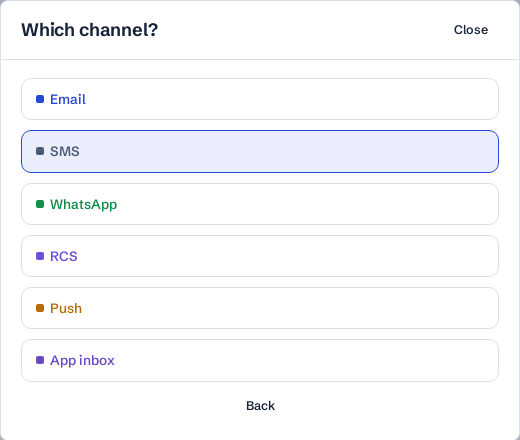 Which channel?
Close
Email
SMS
WhatsApp
RCS
Push
App inbox
Back